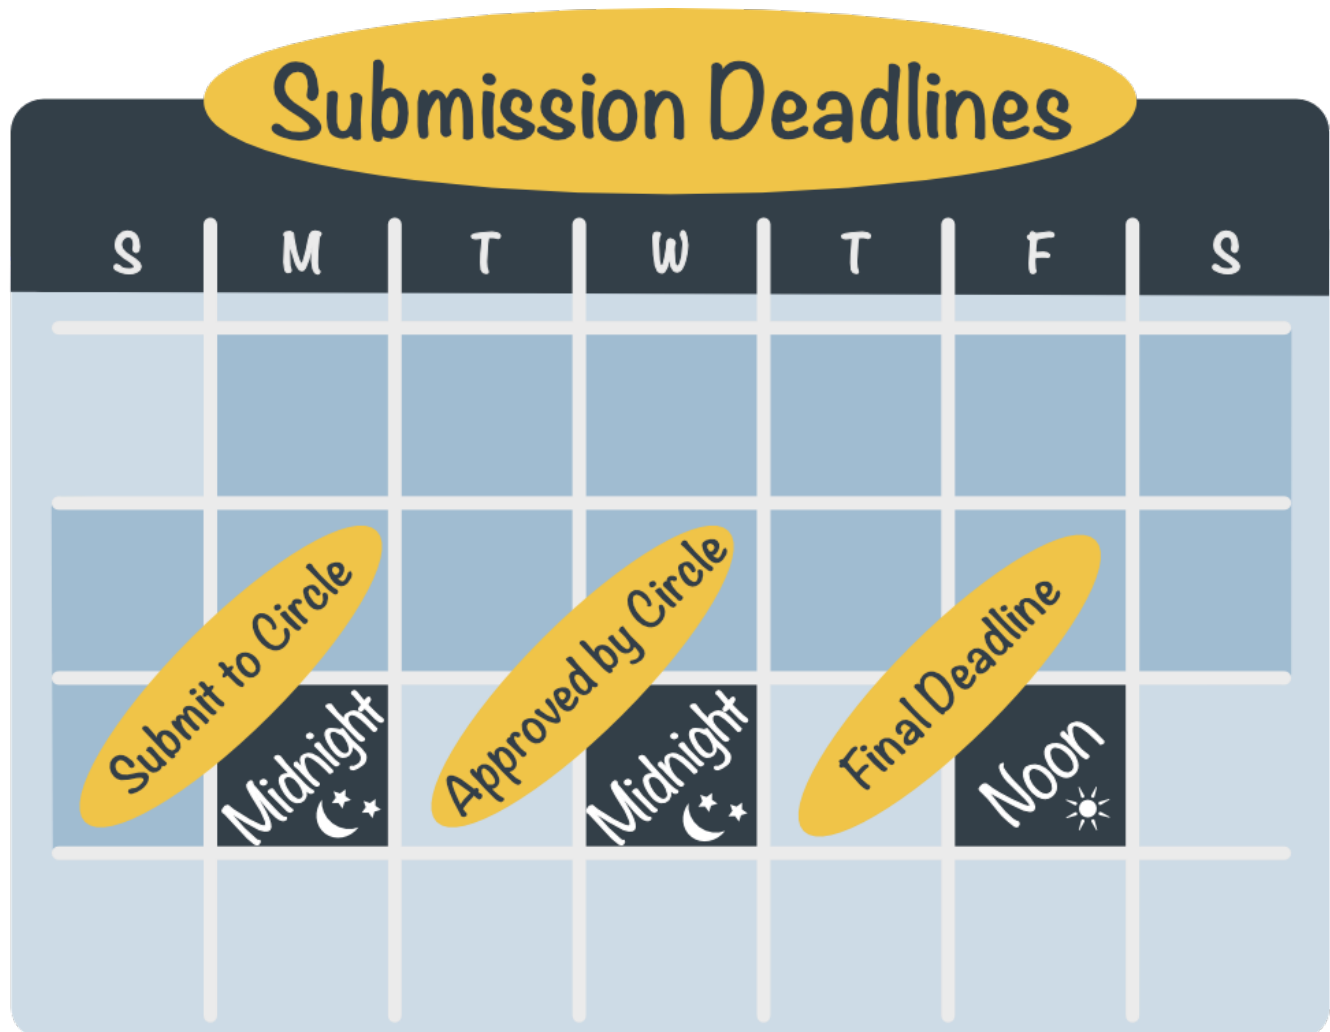 Submission Deadlines
S M T W T F S
Submit to Circle
Midnight
Approved by Circle
Midnight
Final Deadline
Noon